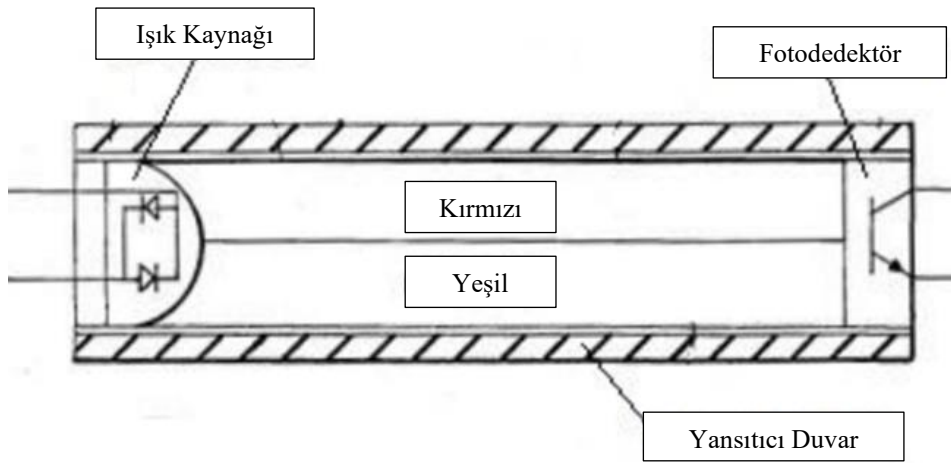 Işık Kaynağı
Fotodedektör
Kırmızı
Yeşil
Yansıtıcı Duvar